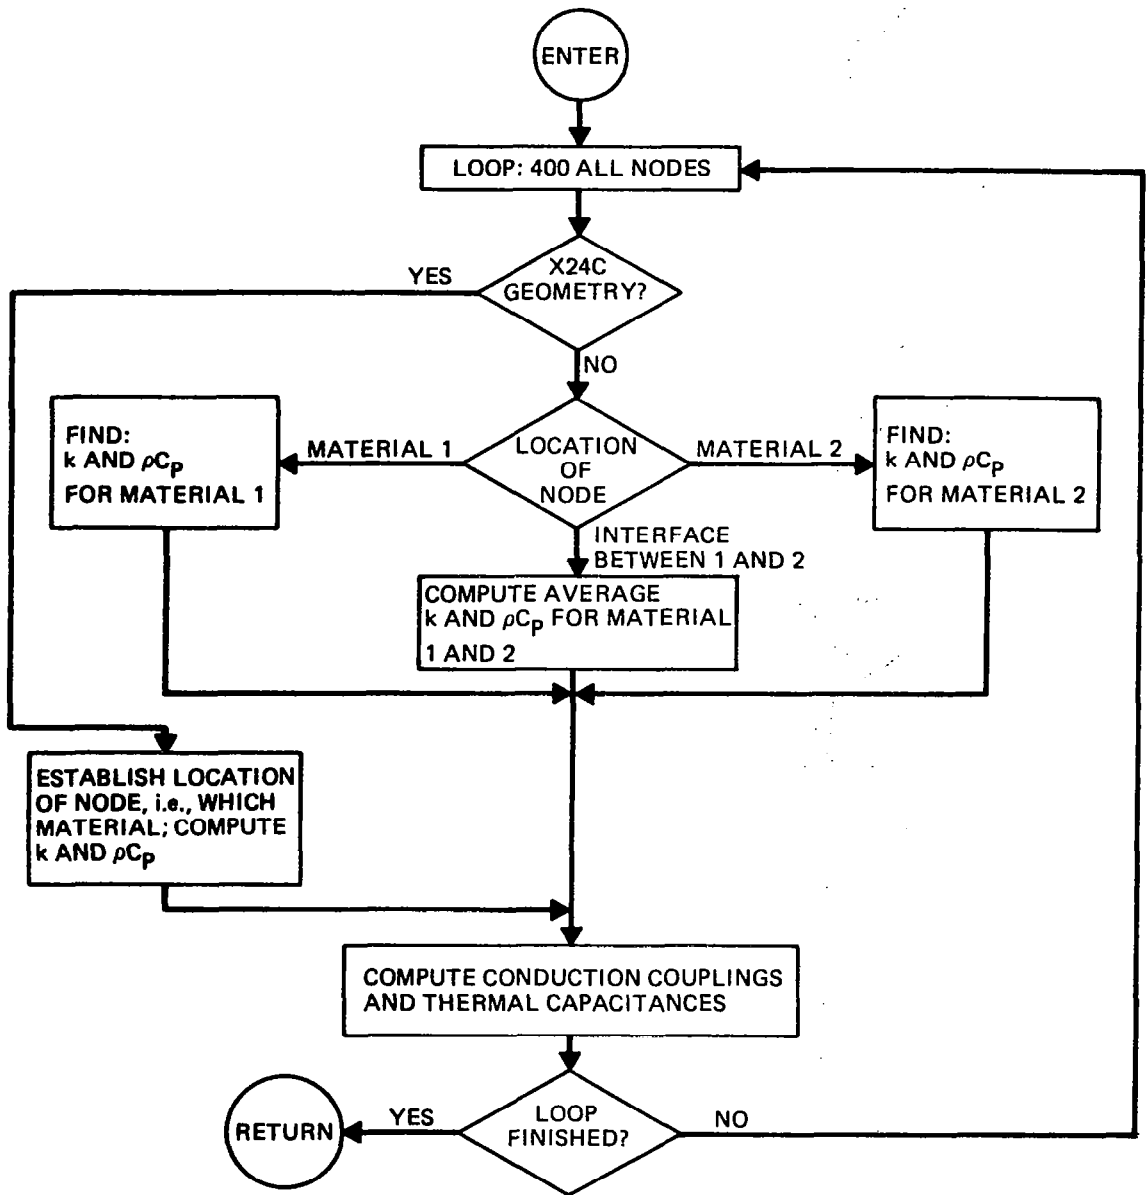 ENTER
LOOP: 400 ALL NODES
X24C
GEOMETRY?
YES
NO
FIND:
k AND ρCp
FOR MATERIAL 1
MATERIAL 1
LOCATION
OF
NODE
MATERIAL 2
FIND:
k AND ρCp
FOR MATERIAL 2
INTERFACE
BETWEEN 1 AND 2
COMPUTE AVERAGE
k AND ρCp FOR MATERIAL
1 AND 2
ESTABLISH LOCATION
OF NODE, i.e., WHICH
MATERIAL; COMPUTE
k AND ρCp
COMPUTE CONDUCTION COUPLINGS
AND THERMAL CAPACITANCES
LOOP
FINISHED?
YES
NO
RETURN